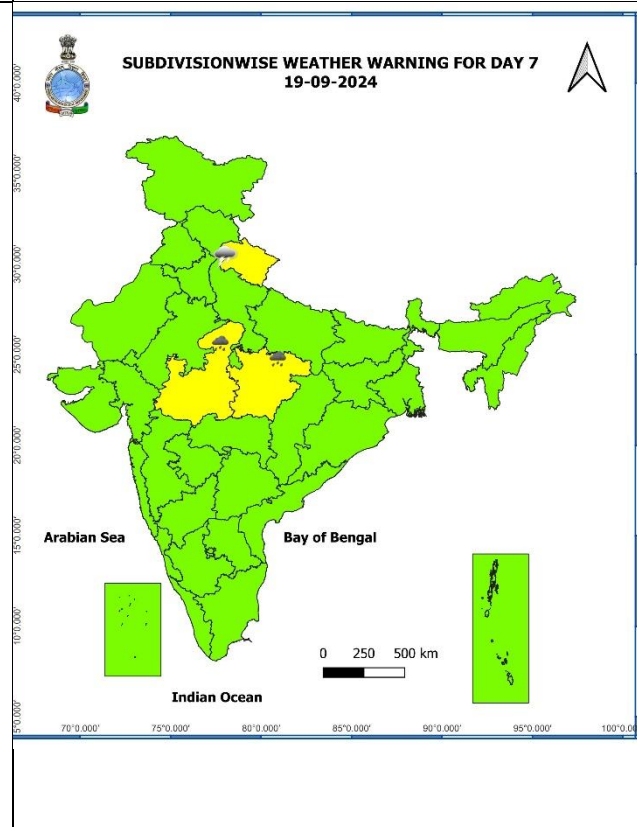 SUBDIVISIONWISE WEATHER WARNING FOR DAY 7
19-09-2024
40°0.000'
35°0.000'
30°0.000'
25°0.000'
20°0.000'
15°0.000'
10°0.000'
5°0.000'
Arabian Sea
Bay of Bengal
0 250 500 km
Indian Ocean
70°0.000' 75°0.000' 80°0.000' 85°0.000' 90°0.000' 95°0.000' 100°0.0